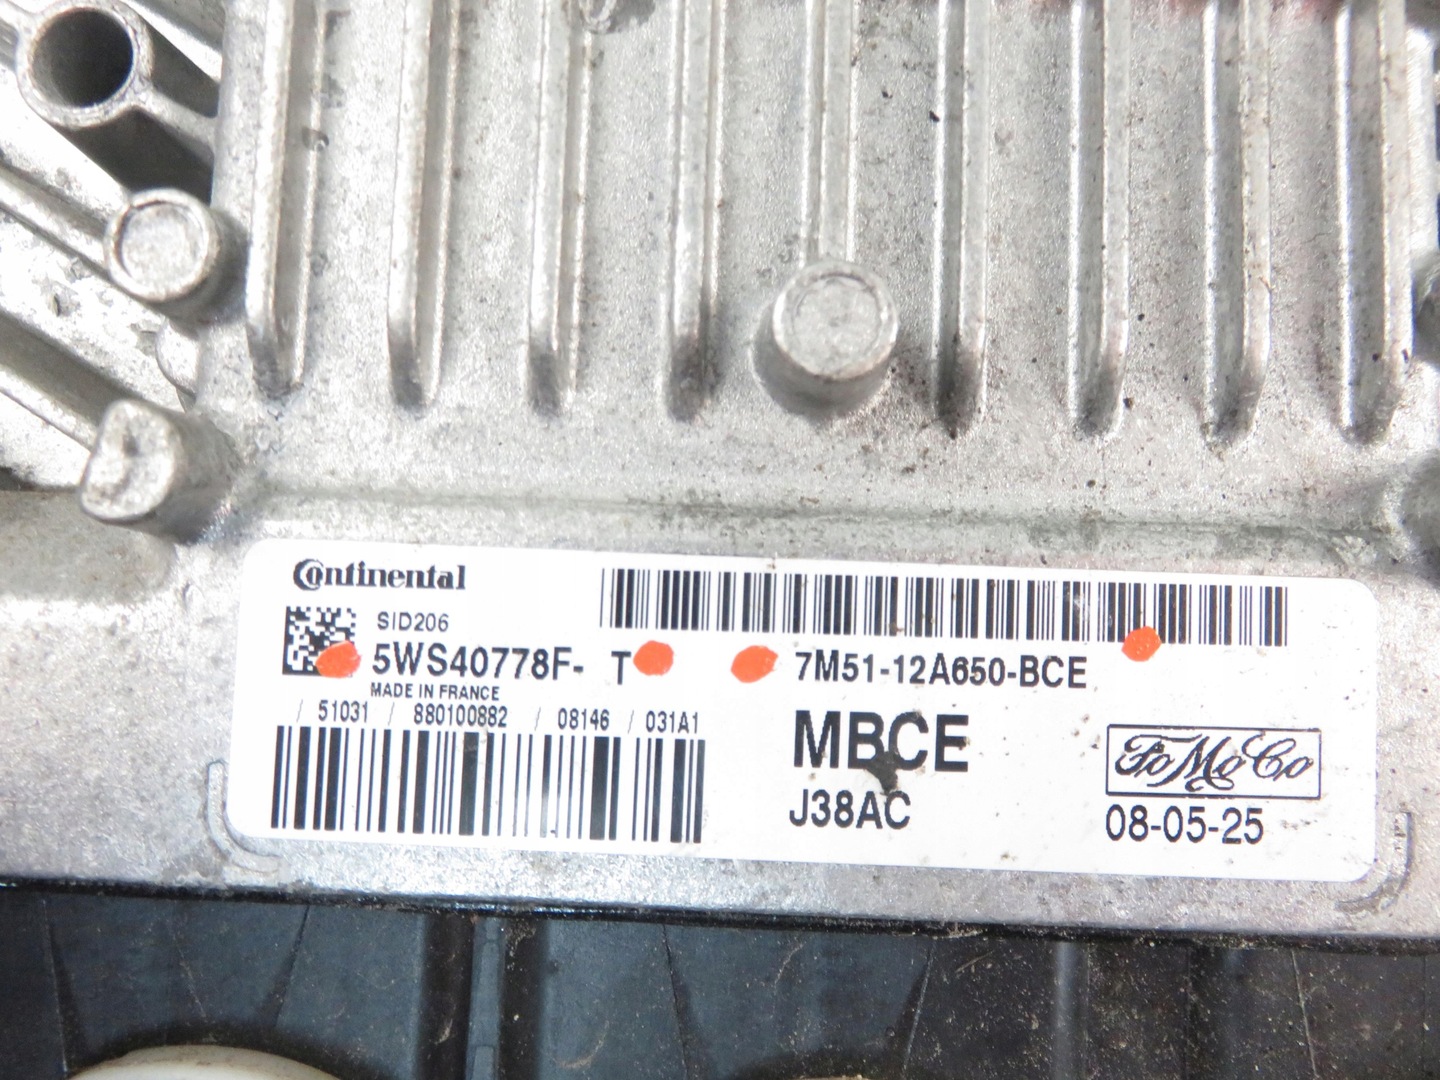 Continental
SID206
5WS40778F- T
MADE IN FRANCE
/ 51031 / 880100882 / 08146 / 031A1
7M51-12A650-BCE
MBCE
J38AC
FoMoCo
08-05-25